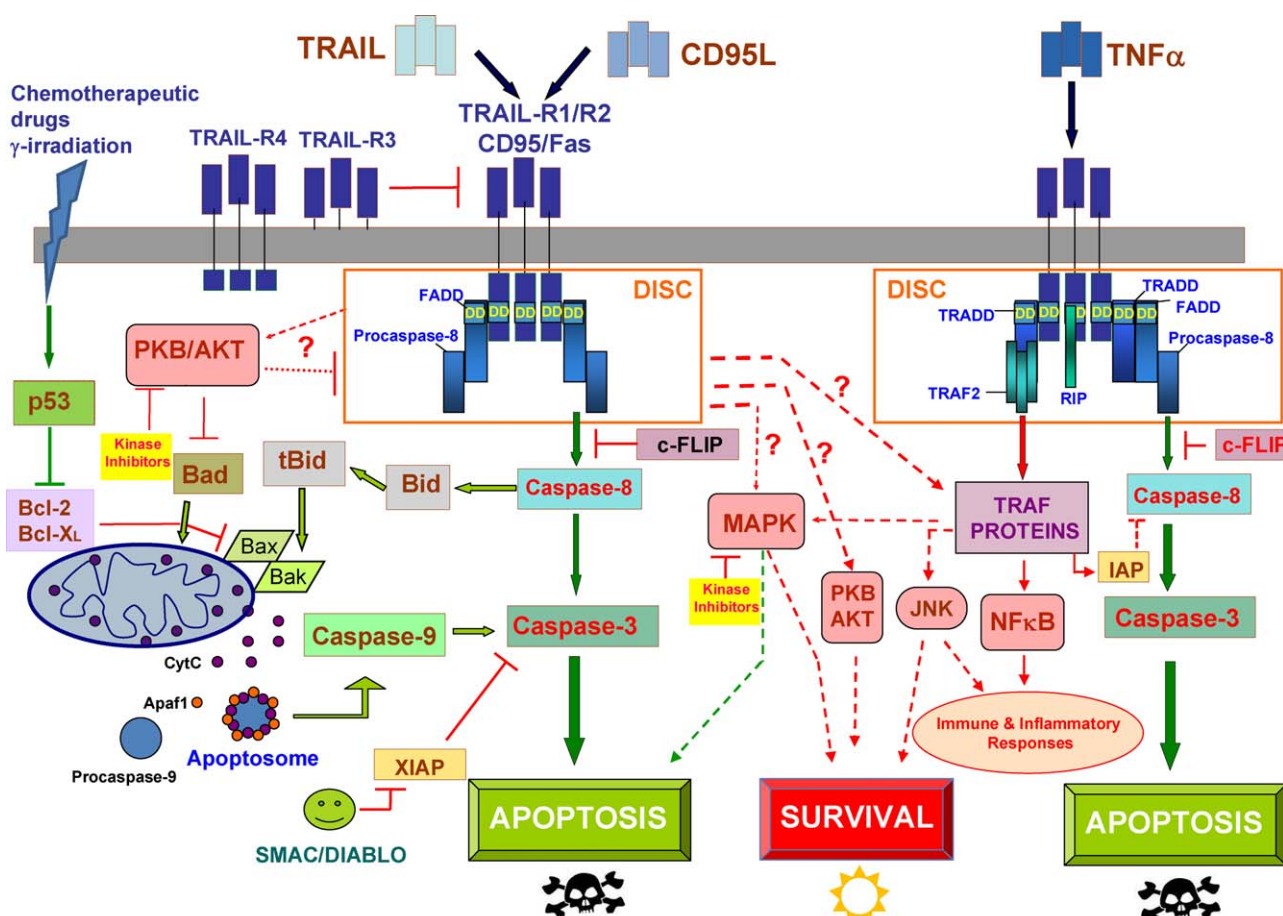 TRAIL
CD95L
TNFα
Chemotherapeutic
drugs
γ-irradiation
TRAIL-R4
TRAIL-R3
TRAIL-R1/R2
CD95/Fas
DISC
FADD
DD
DD
DD
DD
DD
Procaspase-8
DISC
TRADD
TRADD
FADD
DD
DD
D
DD
DD
DD
Procaspase-8
TRAF2
RIP
PKB/AKT
?
p53
Kinase
Inhibitors
Bad
Bcl-2
Bcl-XL
tBid
Bid
Caspase-8
c-FLIP
?
?
?
c-FLIP
Caspase-8
TRAF
PROTEINS
IAP
MAPK
Kinase
Inhibitors
PKB
AKT
JNK
NFκB
Caspase-3
Bax
Bak
Caspase-9
Caspase-3
CytC
Apaf1
Apoptosome
Procaspase-9
XIAP
SMAC/DIABLO
Immune & Inflammatory
Responses
APOPTOSIS
SURVIVAL
APOPTOSIS